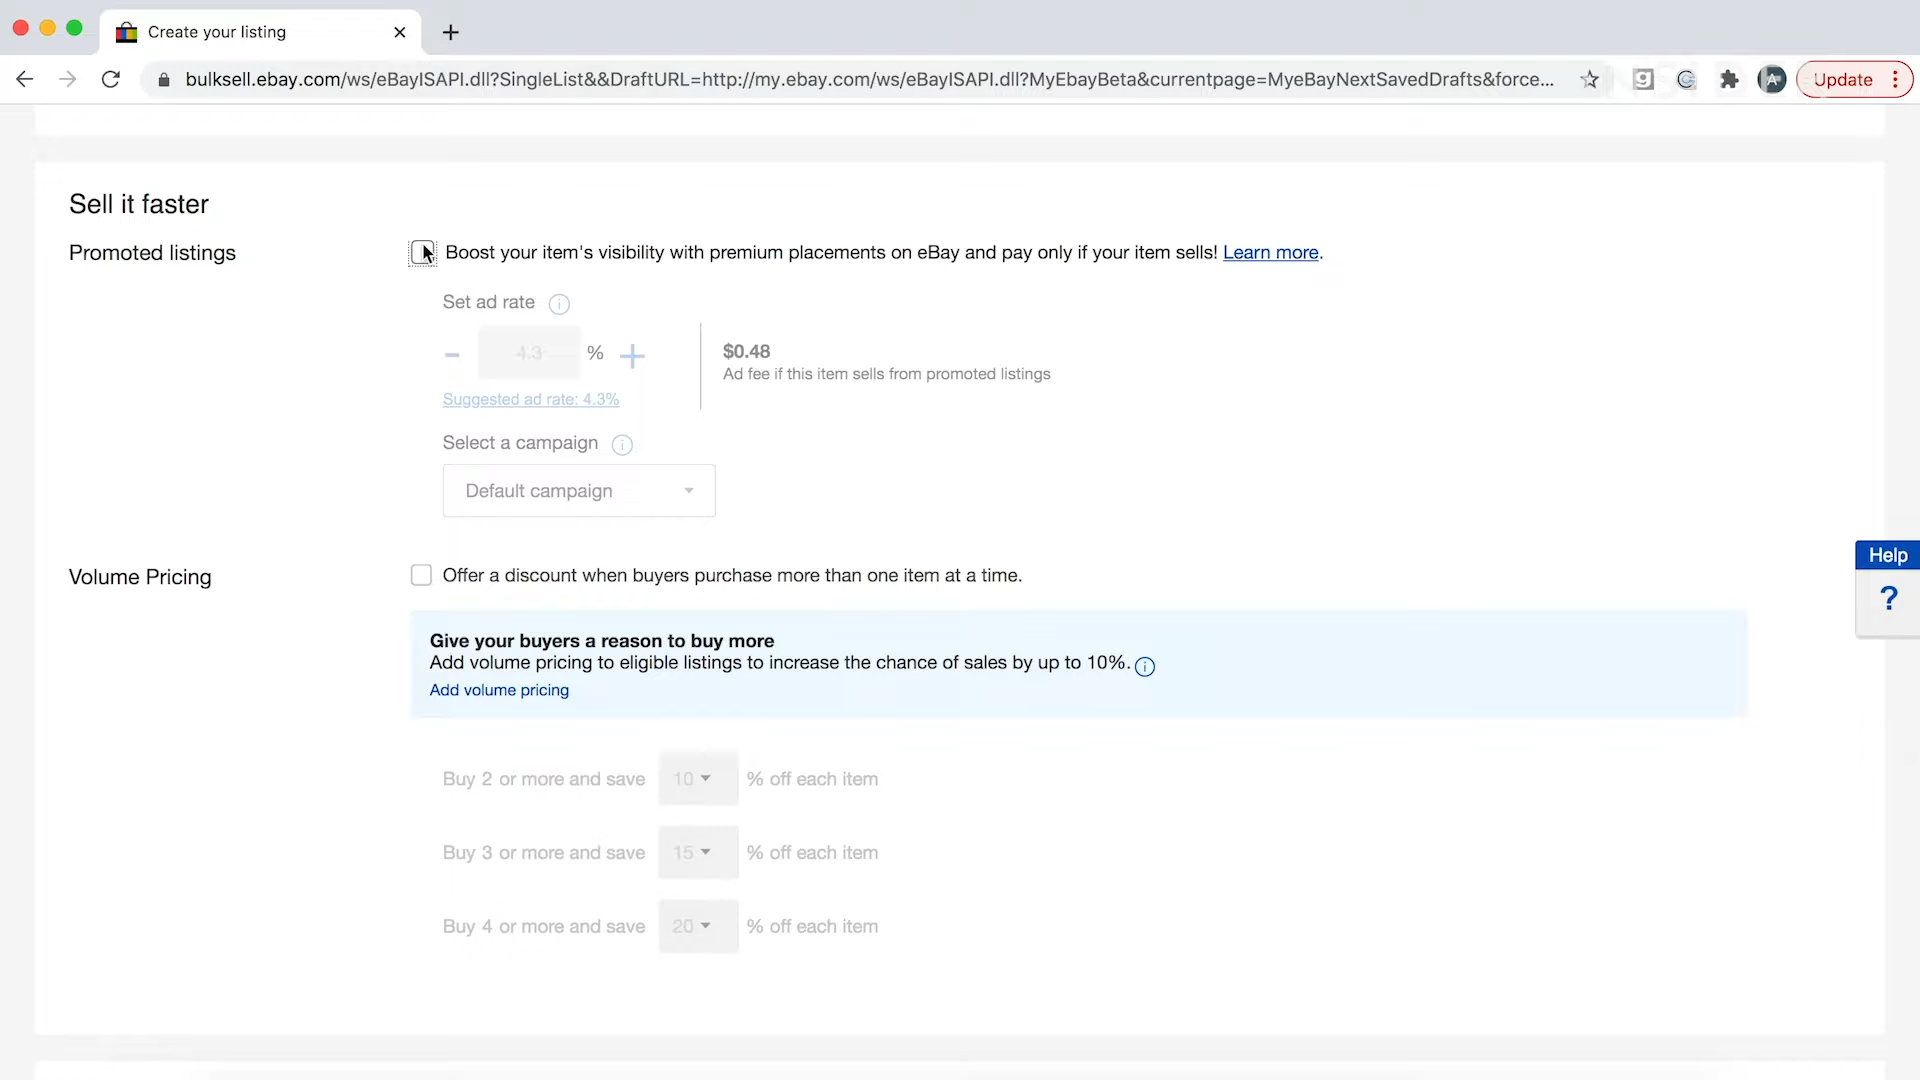 Create your listing
bulksell.ebay.com/ws/eBayISAPI.dll?SingleList&&DraftURL=http://my.ebay.com/ws/eBayISAPI.dll?MyEbayBeta&currentpage=MyeBayNextSavedDrafts&force...
Update
Sell it faster
Promoted listings
Boost your item's visibility with premium placements on eBay and pay only if your item sells! Learn more.
Set ad rate
4.3 %
$0.48
Ad fee if this item sells from promoted listings
Suggested ad rate: 4.3%
Select a campaign
Default campaign
Help
?
Volume Pricing
Offer a discount when buyers purchase more than one item at a time.
Give your buyers a reason to buy more
Add volume pricing to eligible listings to increase the chance of sales by up to 10%.
Add volume pricing
Buy 2 or more and save 10 % off each item
Buy 3 or more and save 15 % off each item
Buy 4 or more and save 20 % off each item